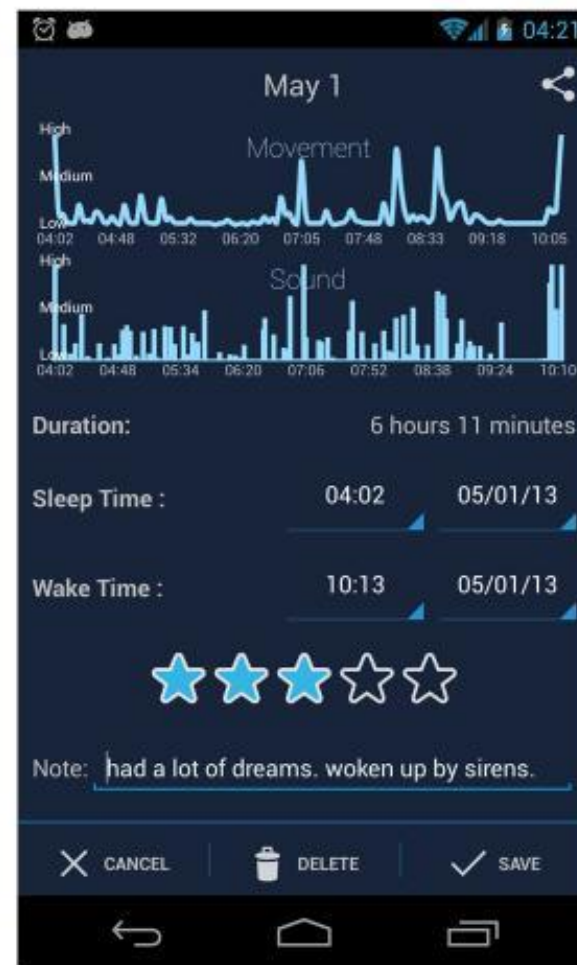 04:21
May 1
Movement
High
Medium
Low
04:02 04:48 05:32 06:20 07:05 07:48 08:33 09:18 10:05
Sound
High
Medium
Low
04:02 04:48 05:34 06:20 07:06 07:52 08:38 09:24 10:10
Duration: 6 hours 11 minutes
Sleep Time : 04:02 05/01/13
Wake Time : 10:13 05/01/13
Note: had a lot of dreams. woken up by sirens.
CANCEL DELETE SAVE